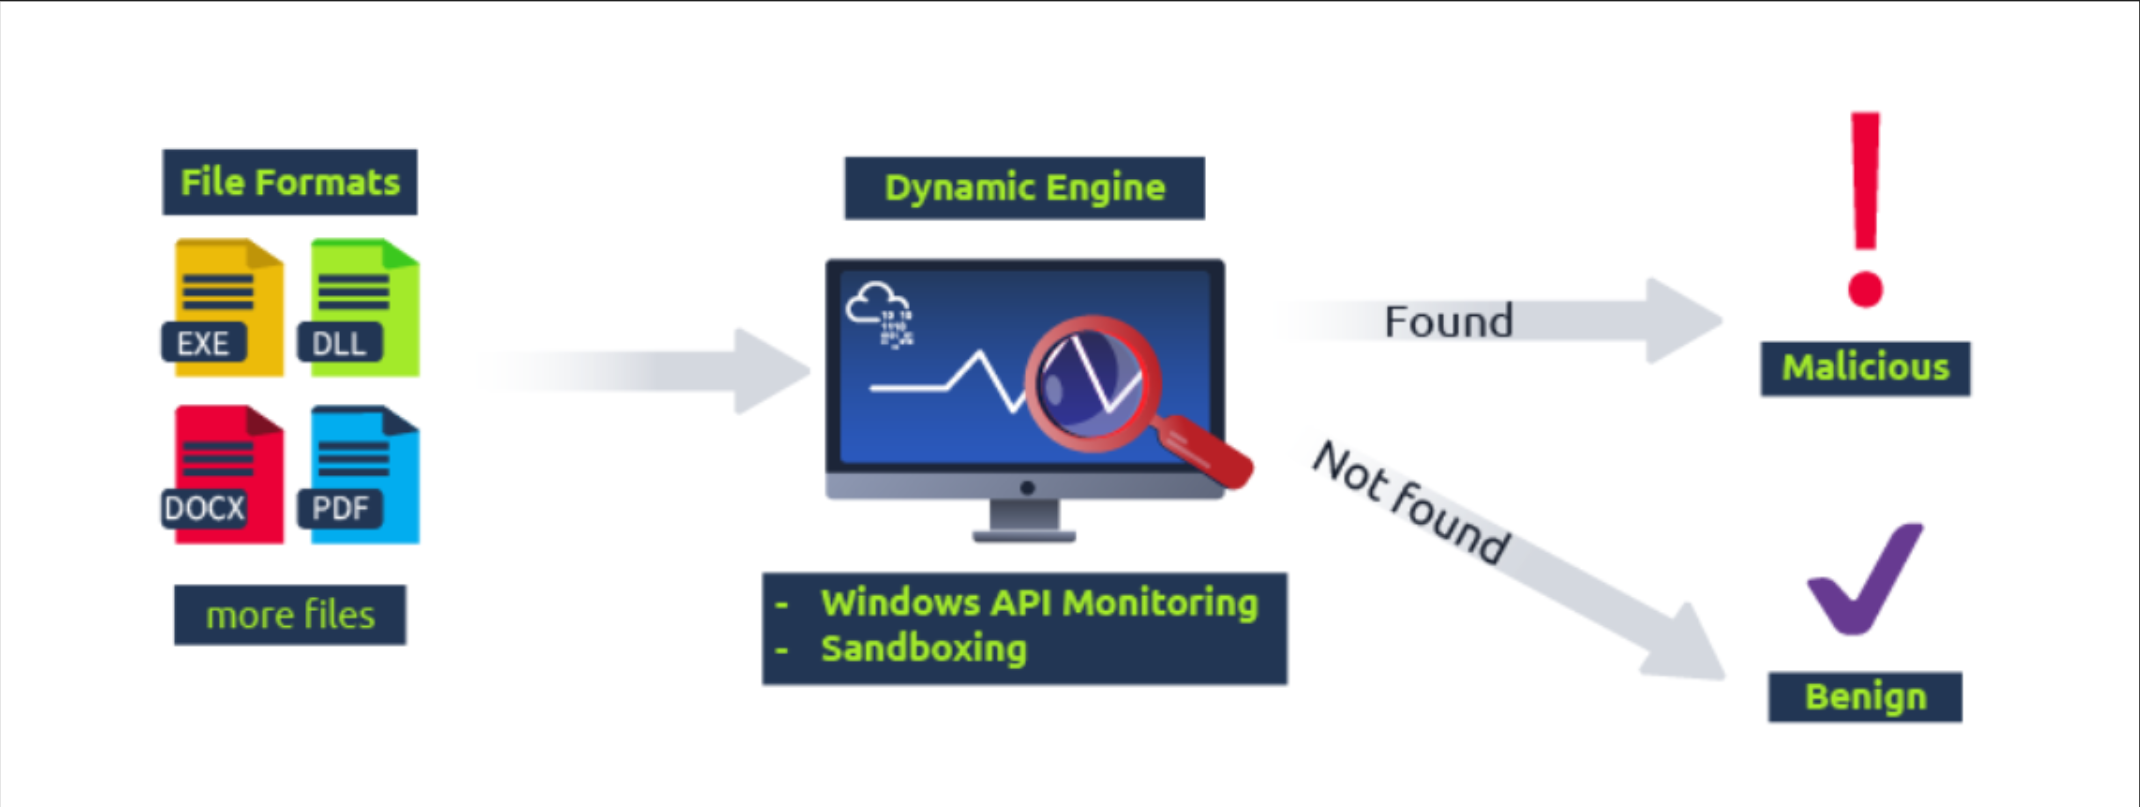 File Formats
EXE
DLL
DOCX
PDF
more files
Dynamic Engine
- Windows API Monitoring
- Sandboxing
Found
Not found
Malicious
Benign